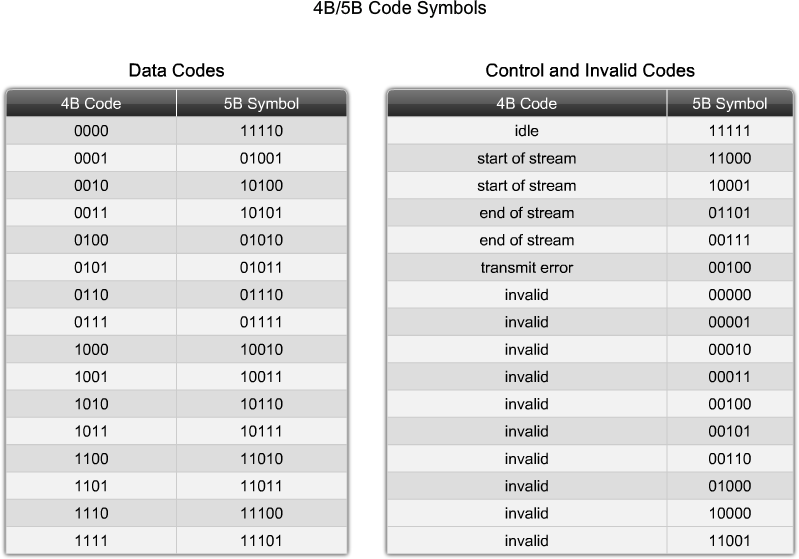 4B/5B Code Symbols
Data Codes
4B Code 5B Symbol
0000 11110
0001 01001
0010 10100
0011 10101
0100 01010
0101 01011
0110 01110
0111 01111
1000 10010
1001 10011
1010 10110
1011 10111
1100 11010
1101 11011
1110 11100
1111 11101
Control and Invalid Codes
4B Code 5B Symbol
idle 11111
start of stream 11000
start of stream 10001
end of stream 01101
end of stream 00111
transmit error 00100
invalid 00000
invalid 00001
invalid 00010
invalid 00011
invalid 00100
invalid 00101
invalid 00110
invalid 01000
invalid 10000
invalid 11001